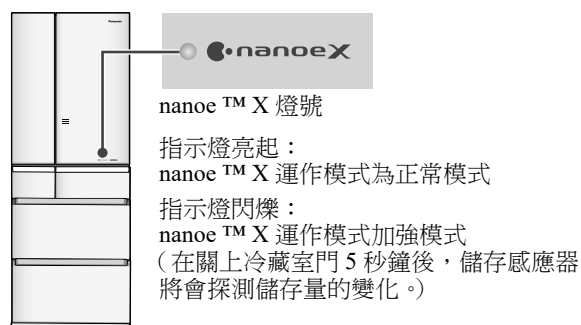 Panasonic
nanoeX
nanoe ™ X 燈號
指示燈亮起：
nanoe ™ X 運作模式為正常模式
指示燈閃爍：
nanoe ™ X 運作模式加強模式
（在關上冷藏室門 5 秒鐘後，儲存感應器
將會探測儲存量的變化。）